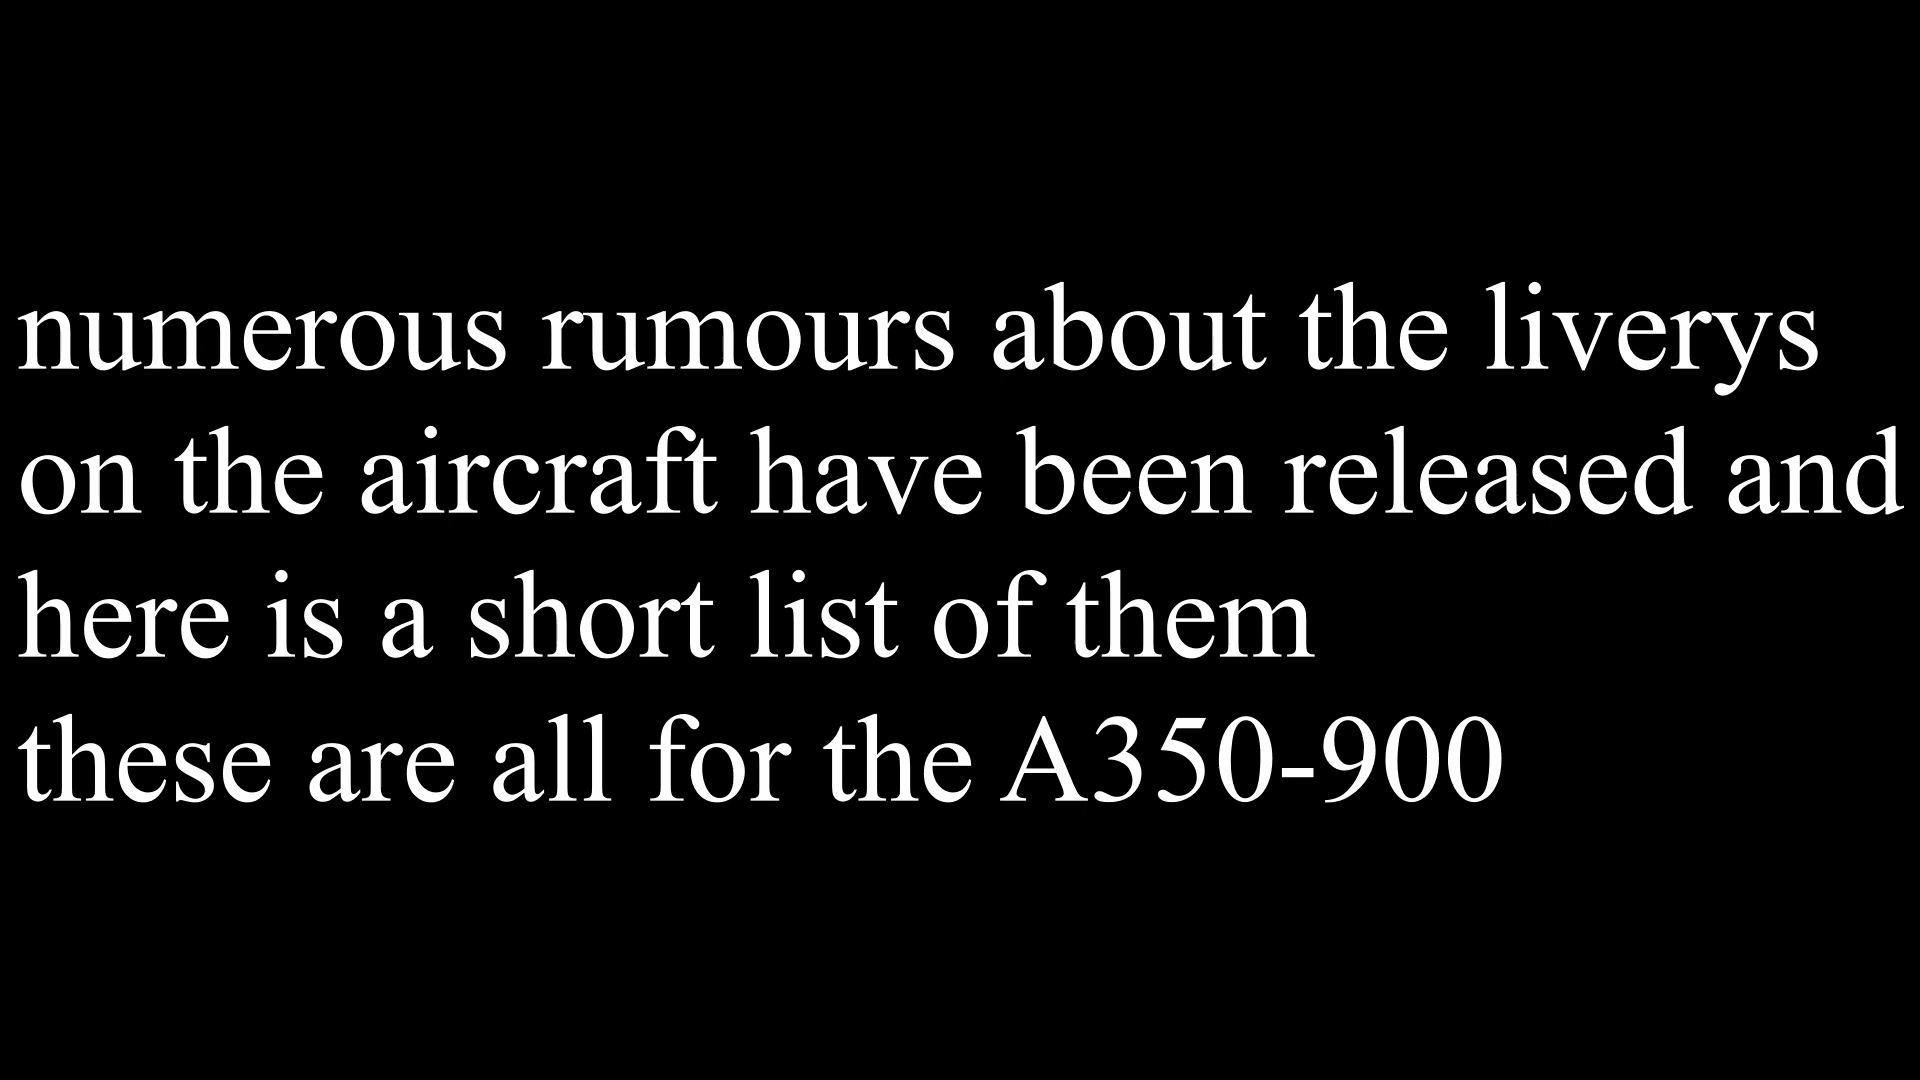 numerous rumours about the liverys
on the aircraft have been released and
here is a short list of them
these are all for the A350-900